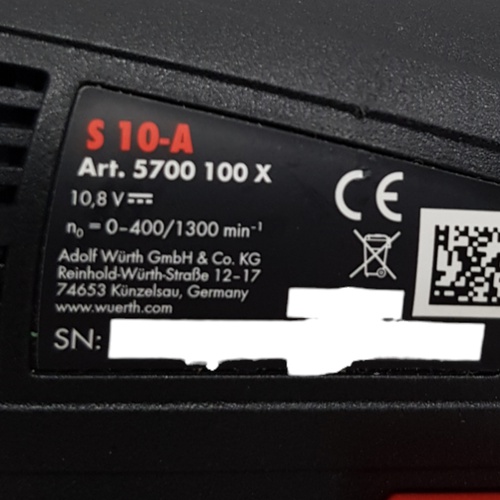 S 10-A
Art. 5700 100 X
10,8 V⎓
n₀ = 0-400/1300 min⁻¹
Adolf Würth GmbH & Co. KG
Reinhold-Würth-Straße 12-17
74653 Künzelsau, Germany
www.wuerth.com
SN:
CE